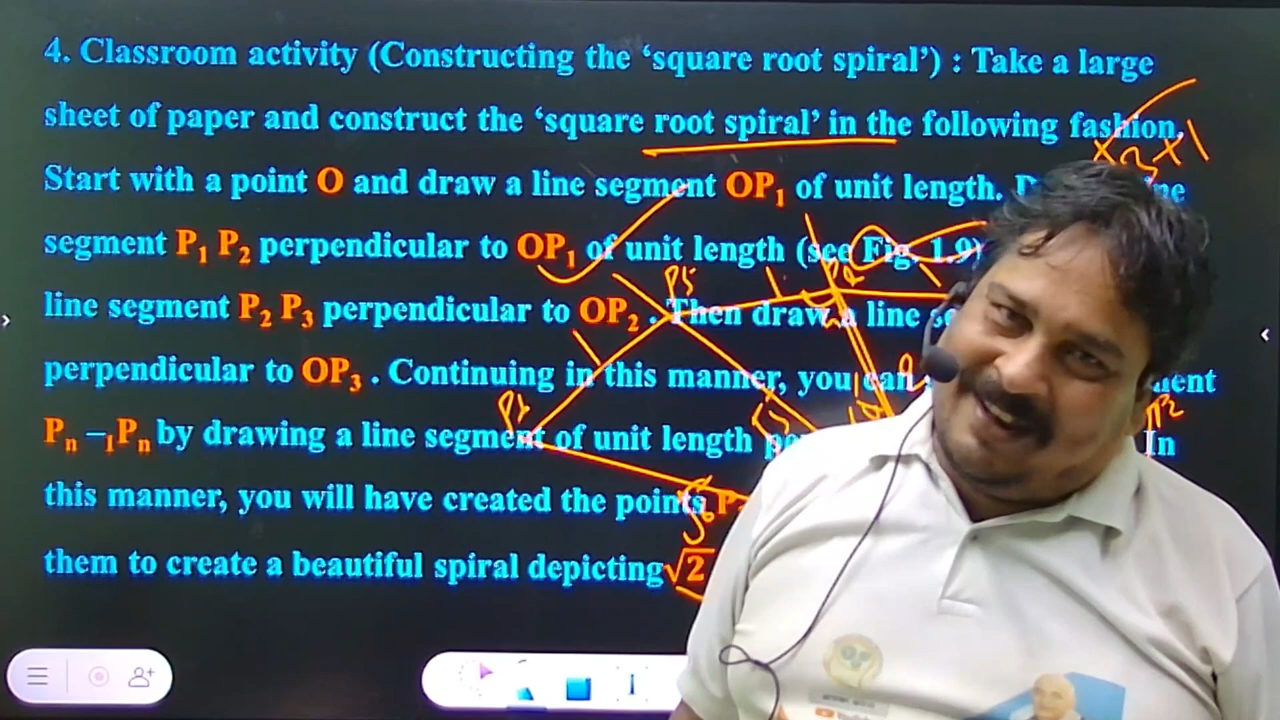 4. Classroom activity (Constructing the ‘square root spiral’) : Take a large
sheet of paper and construct the ‘square root spiral’ in the following fashion.
Start with a point O and draw a line segment OP₁ of unit length.
segment P₁ P₂ perpendicular to OP₁ of unit length (see Fig. 1.9)
line segment P₂ P₃ perpendicular to OP₂ . Then draw a line
perpendicular to OP₃ . Continuing in this manner, you can
Pₙ –₁Pₙ by drawing a line segment of unit length In
this manner, you will have created the points
them to create a beautiful spiral depicting √2
P5